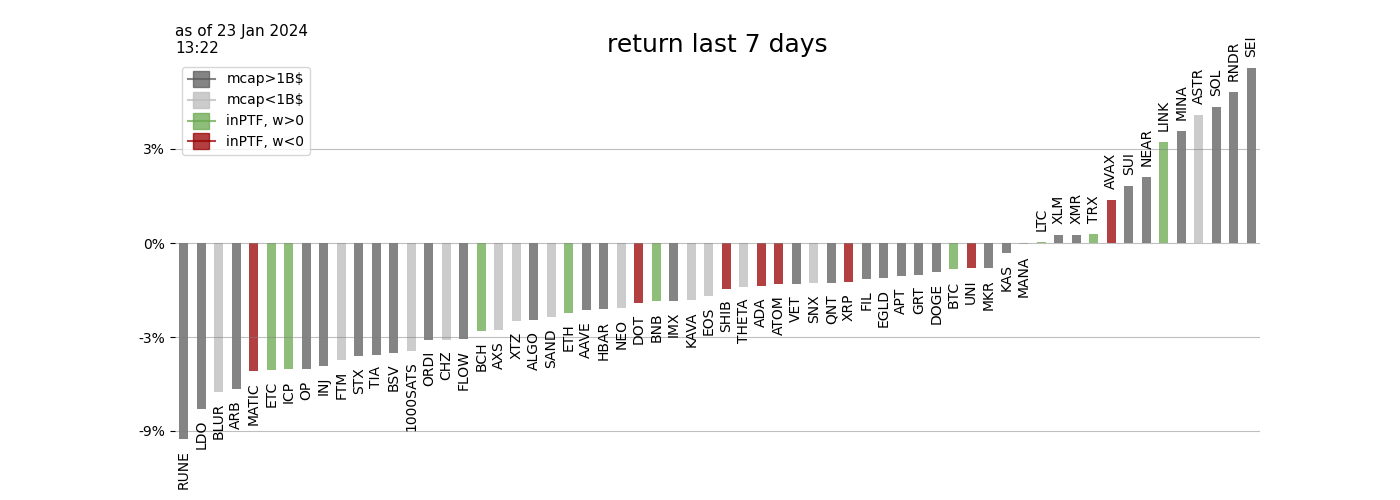 as of 23 Jan 2024
13:22
return last 7 days
mcap>1B$
mcap<1B$
inPTF, w>0
inPTF, w<0
3%
0%
-3%
-9%
RUNE
LDO
BLUR
ARB
MATIC
ETC
ICP
OP
INJ
FTM
STX
TIA
BSV
1000SATS
ORDI
CHZ
FLOW
BCH
AXS
XTZ
ALGO
SAND
ETH
AAVE
HBAR
NEO
DOT
BNB
IMX
KAVA
EOS
SHIB
THETA
ADA
ATOM
VET
SNX
QNT
XRP
FIL
EGLD
APT
GRT
DOGE
BTC
UNI
MKR
KAS
MANA
LTC
XLM
XMR
TRX
AVAX
SUI
NEAR
LINK
MINA
ASTR
SOL
RNDR
SEI